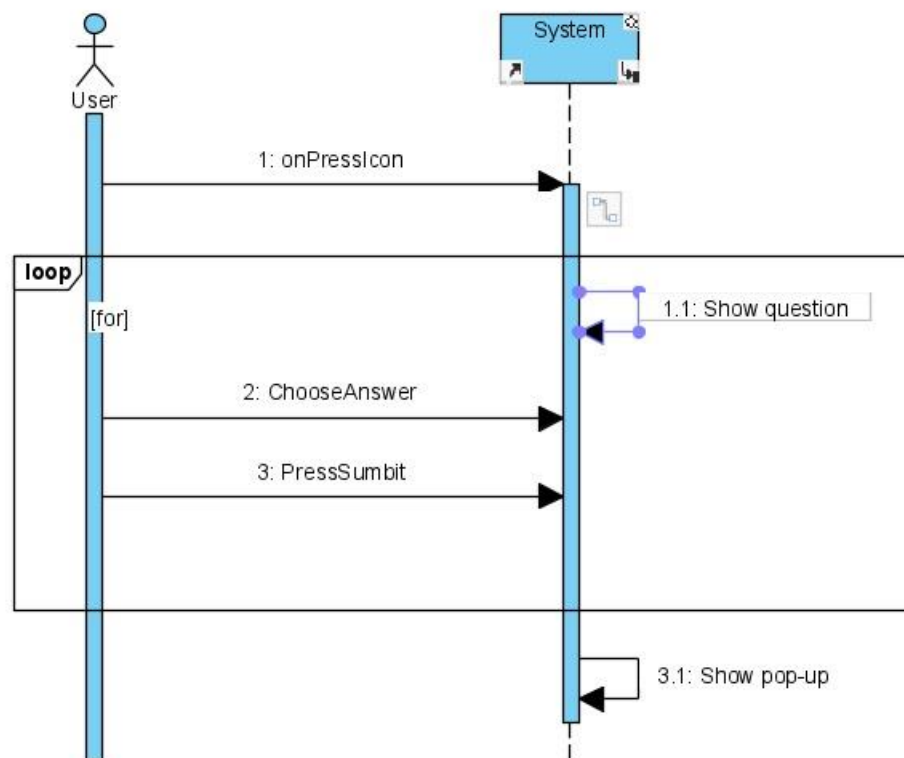 System
User
1: onPressIcon
loop
[for]
1.1: Show question
2: ChooseAnswer
3: PressSumbit
3.1: Show pop-up